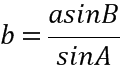 b = asinB / sinA